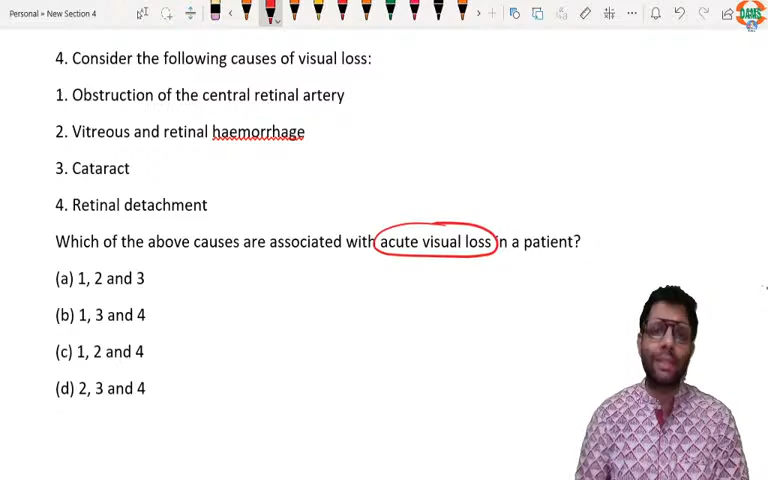 Personal » New Section 4
DAMS
4. Consider the following causes of visual loss:
1. Obstruction of the central retinal artery
2. Vitreous and retinal haemorrhage
3. Cataract
4. Retinal detachment
Which of the above causes are associated with acute visual loss in a patient?
(a) 1, 2 and 3
(b) 1, 3 and 4
(c) 1, 2 and 4
(d) 2, 3 and 4